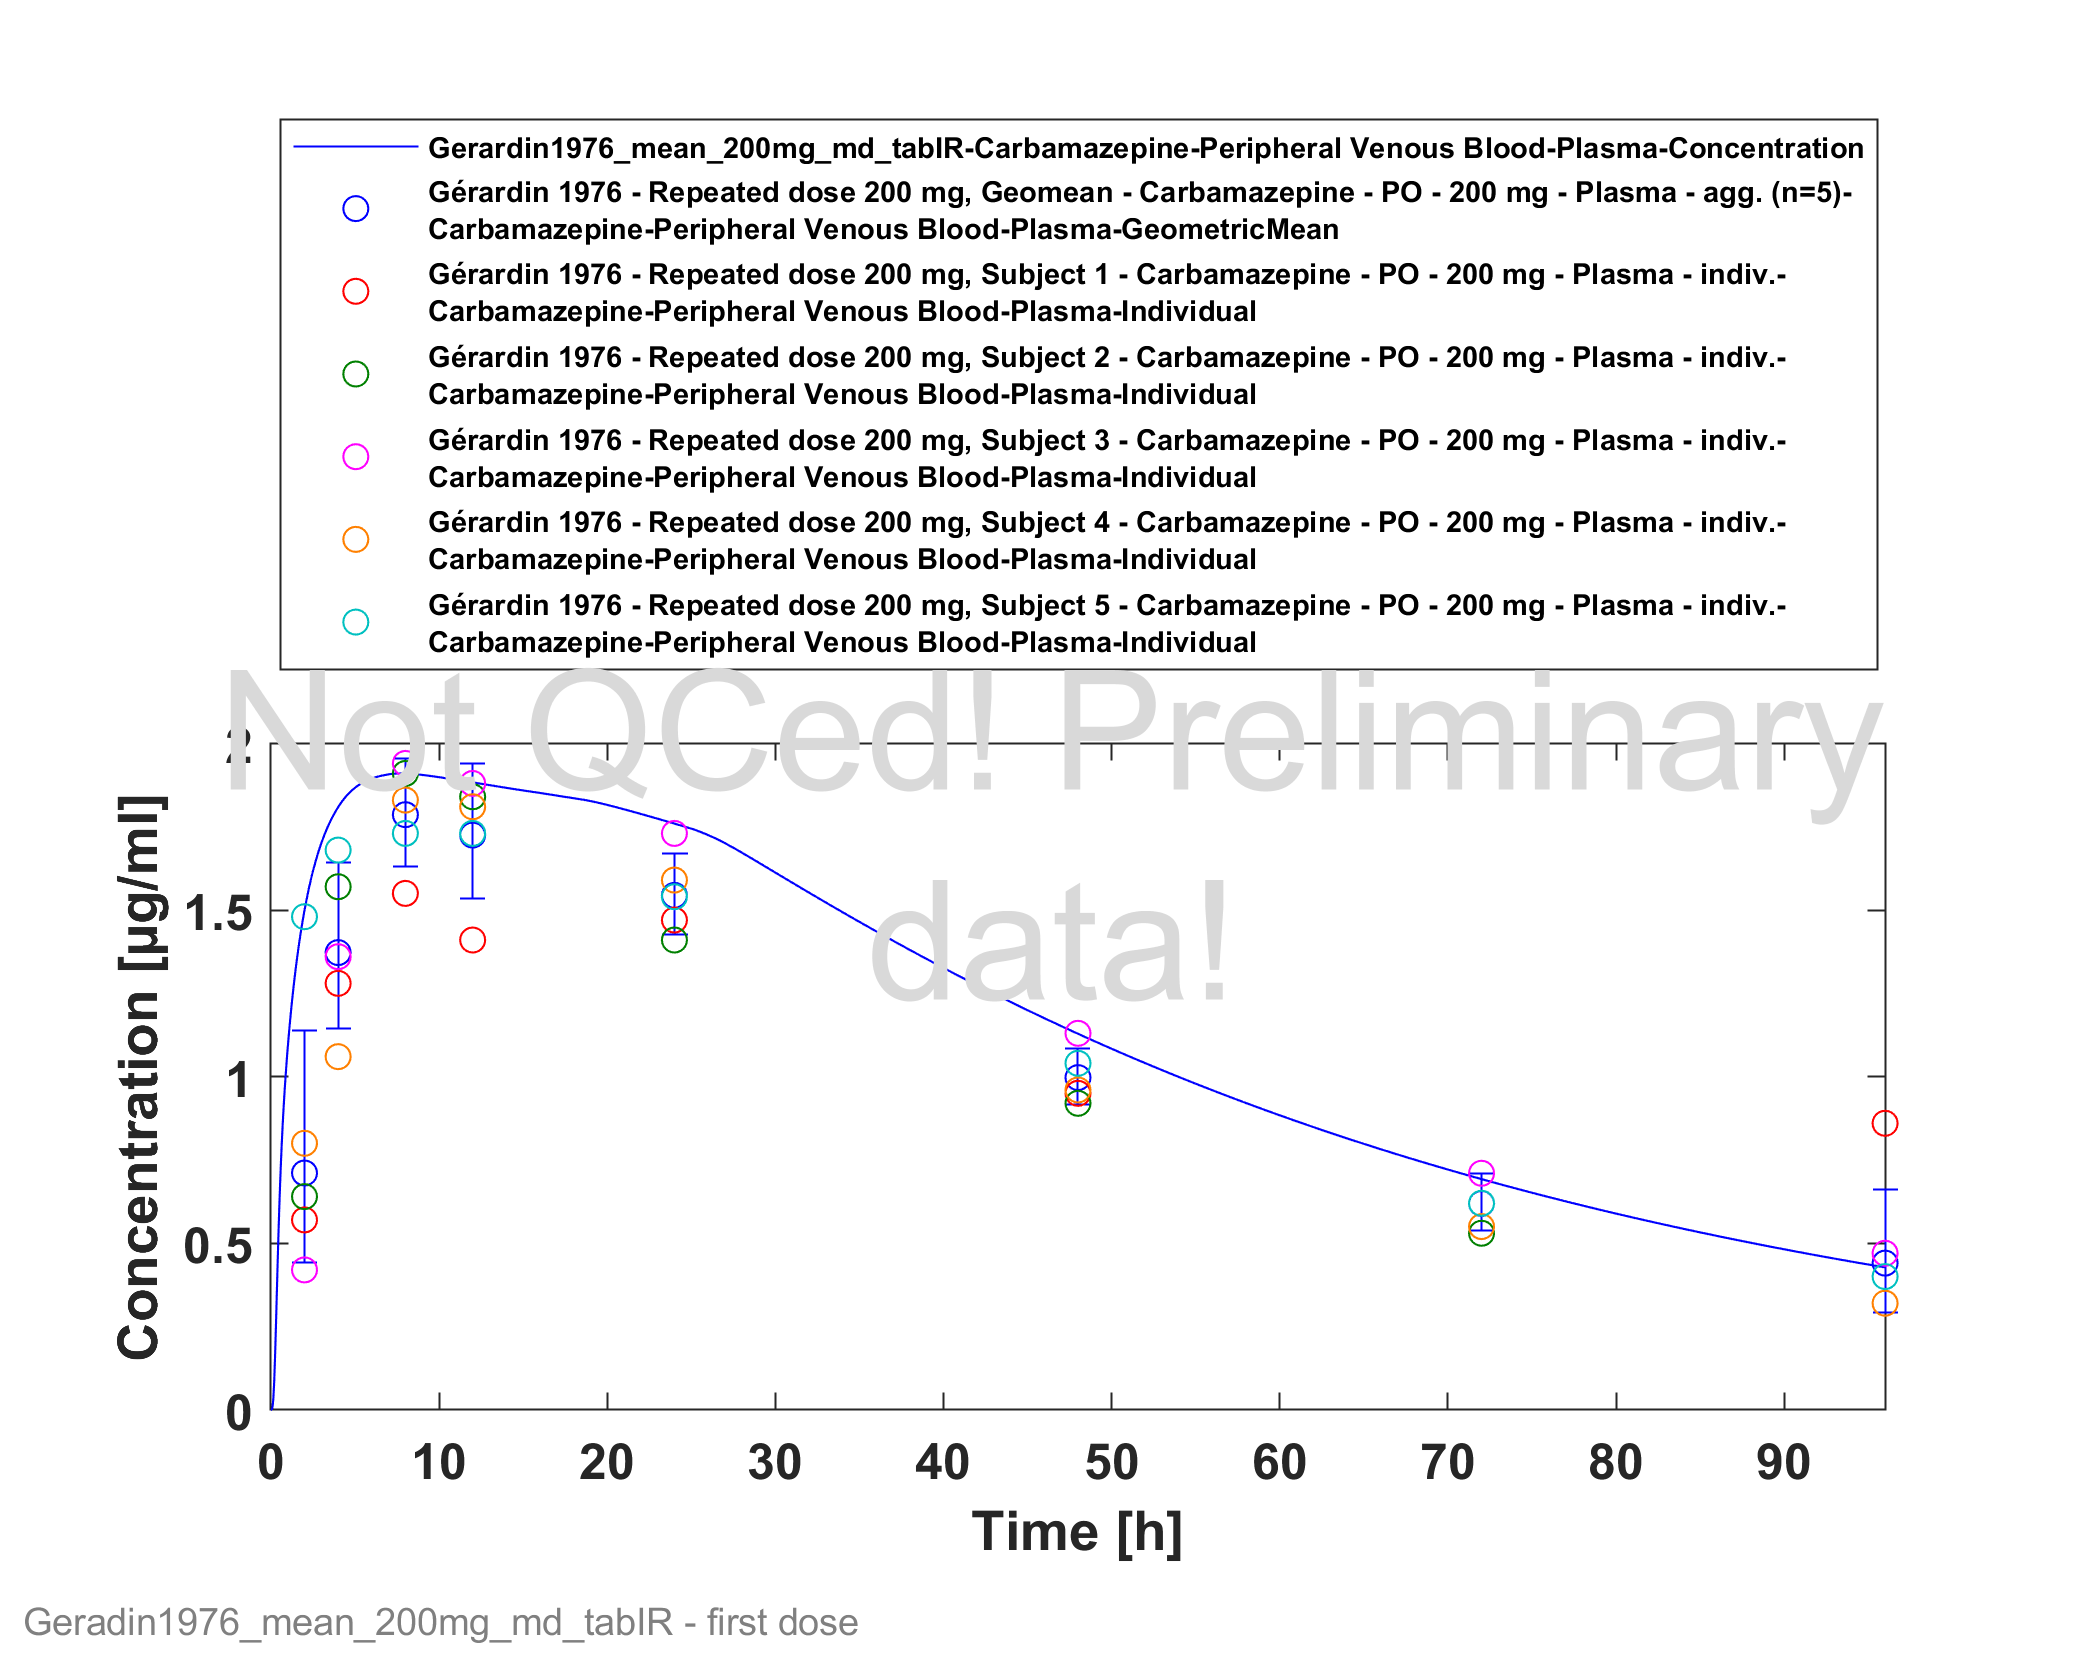 Gerardin1976_mean_200mg_md_tablR-Carbamazepine-Peripheral Venous Blood-Plasma-Concentration
Gérardin 1976 - Repeated dose 200 mg, Geomean - Carbamazepine - PO - 200 mg - Plasma - agg. (n=5)-
Carbamazepine-Peripheral Venous Blood-Plasma-GeometricMean
Gérardin 1976 - Repeated dose 200 mg, Subject 1 - Carbamazepine - PO - 200 mg - Plasma - indiv.-
Carbamazepine-Peripheral Venous Blood-Plasma-Individual
Gérardin 1976 - Repeated dose 200 mg, Subject 2 - Carbamazepine - PO - 200 mg - Plasma - indiv.-
Carbamazepine-Peripheral Venous Blood-Plasma-Individual
Gérardin 1976 - Repeated dose 200 mg, Subject 3 - Carbamazepine - PO - 200 mg - Plasma - indiv.-
Carbamazepine-Peripheral Venous Blood-Plasma-Individual
Gérardin 1976 - Repeated dose 200 mg, Subject 4 - Carbamazepine - PO - 200 mg - Plasma - indiv.-
Carbamazepine-Peripheral Venous Blood-Plasma-Individual
Gérardin 1976 - Repeated dose 200 mg, Subject 5 - Carbamazepine - PO - 200 mg - Plasma - indiv.-
Carbamazepine-Peripheral Venous Blood-Plasma-Individual
Not QCed! Preliminary
data!
2
1.5
1
0.5
0
Concentration [µg/ml]
0 10 20 30 40 50 60 70 80 90
Time [h]
Geradin1976_mean_200mg_md_tablR - first dose